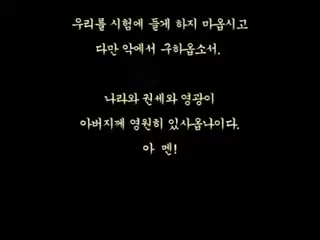 우리를 시험에 들게 하지 마옵시고
다만 악에서 구하옵소서.
나라와 권세와 영광이
아버지께 영원히 있사옵나이다.
아 멘!